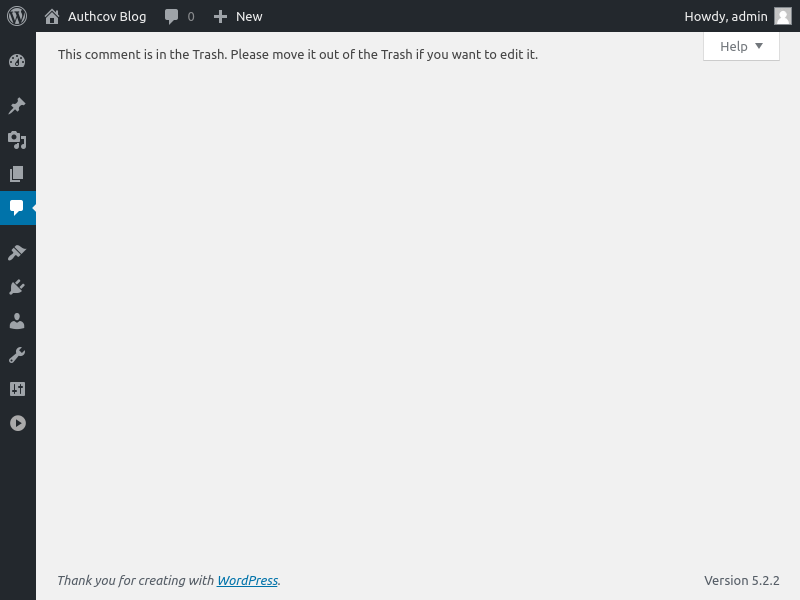 Authcov Blog 0 New Howdy, admin
This comment is in the Trash. Please move it out of the Trash if you want to edit it.
Help
Thank you for creating with WordPress. Version 5.2.2